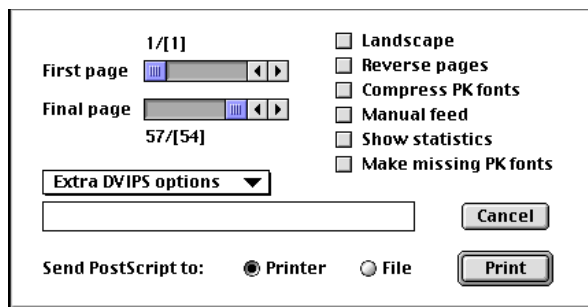 1/[1]
First page
Final page
57/[54]
Landscape
Reverse pages
Compress PK fonts
Manual feed
Show statistics
Make missing PK fonts
Extra DVIPS options
Cancel
Send PostScript to: Printer File Print